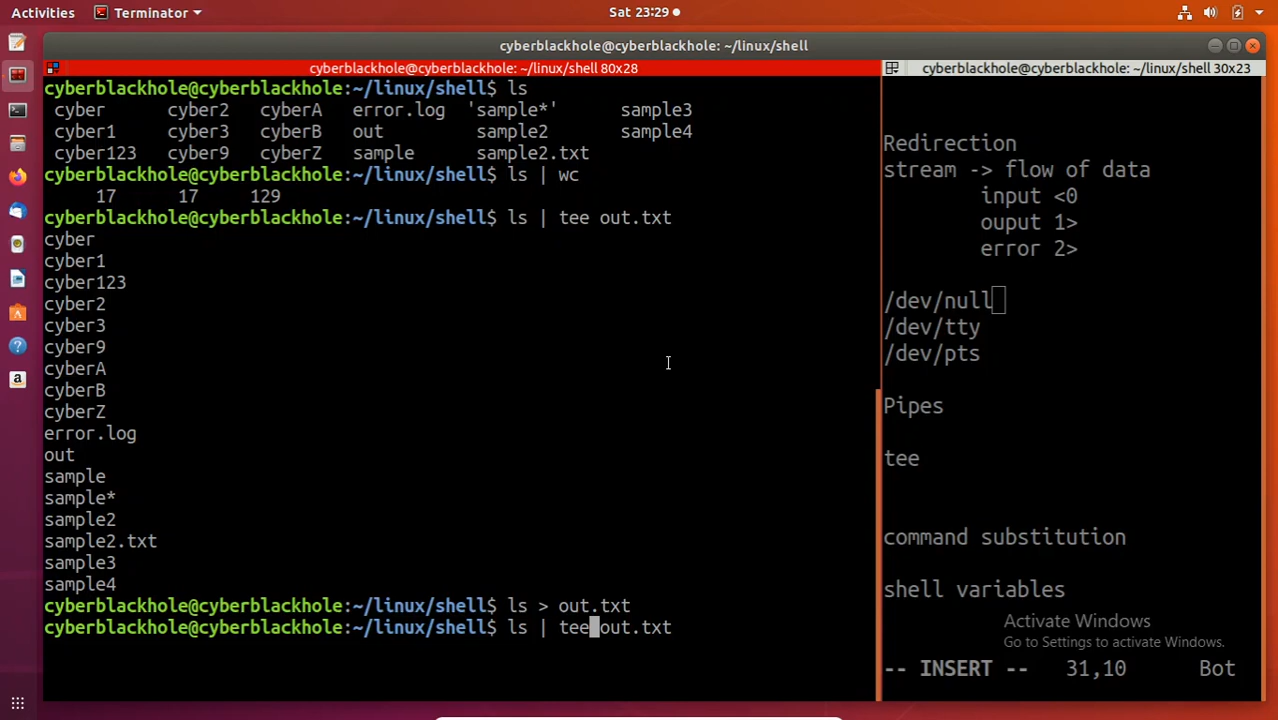 Activities Terminator Sat 23:29
cyberblackhole@cyberblackhole: ~/linux/shell
cyberblackhole@cyberblackhole: ~/linux/shell 80x28
cyberblackhole@cyberblackhole:~/linux/shell$ ls
cyber cyber2 cyberA error.log 'sample*' sample3
cyber1 cyber3 cyberB out sample2 sample4
cyber123 cyber9 cyberZ sample sample2.txt
cyberblackhole@cyberblackhole:~/linux/shell$ ls | wc
17 17 129
cyberblackhole@cyberblackhole:~/linux/shell$ ls | tee out.txt
cyber
cyber1
cyber123
cyber2
cyber3
cyber9
cyberA
cyberB
cyberZ
error.log
out
sample
sample*
sample2
sample2.txt
sample3
sample4
cyberblackhole@cyberblackhole:~/linux/shell$ ls > out.txt
cyberblackhole@cyberblackhole:~/linux/shell$ ls | tee out.txt
cyberblackhole@cyberblackhole: ~/linux/shell 30x23
Redirection
stream -> flow of data
input <0
ouput 1>
error 2>
/dev/null
/dev/tty
/dev/pts
Pipes
tee
command substitution
shell variables
Activate Windows
Go to Settings to activate Windows.
-- INSERT -- 31,10 Bot